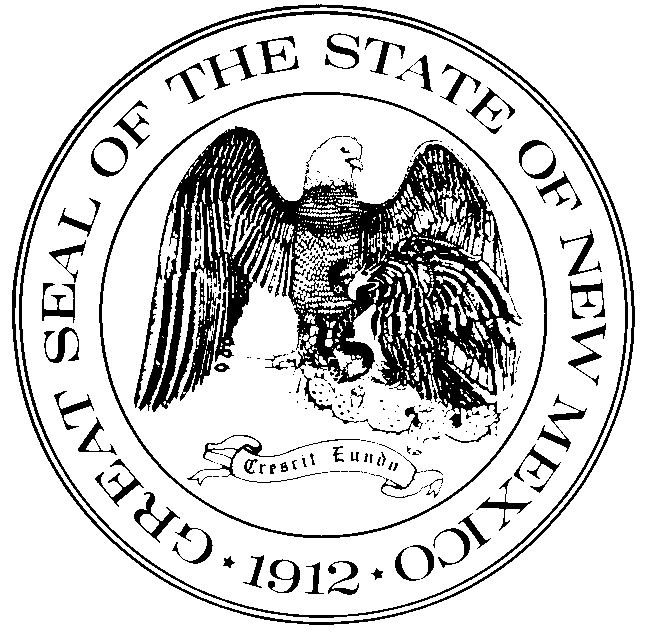 GREAT SEAL OF THE STATE OF NEW MEXICO
Crescit Eundo
★ 1912 ★